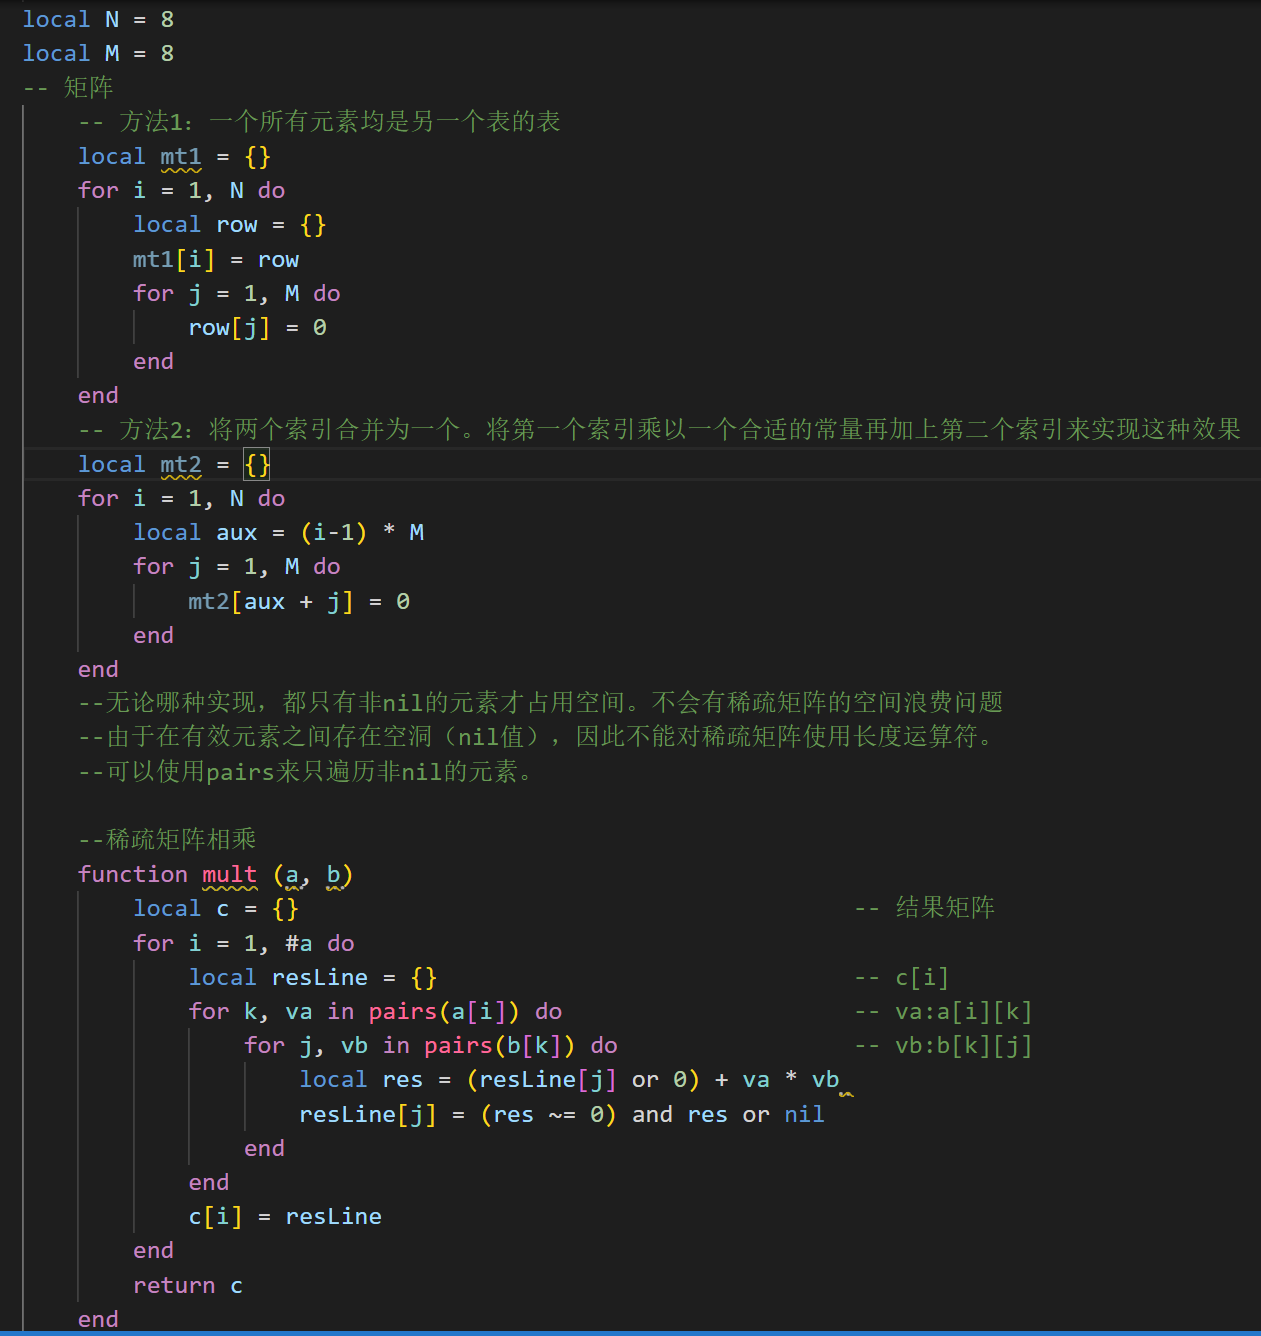 local N = 8
local M = 8
-- 矩阵
    -- 方法1：一个所有元素均是另一个表的表
    local mt1 = {}
    for i = 1, N do
        local row = {}
        mt1[i] = row
        for j = 1, M do
            row[j] = 0
        end
    end
    -- 方法2：将两个索引合并为一个。将第一个索引乘以一个合适的常量再加上第二个索引来实现这种效果
    local mt2 = {}
    for i = 1, N do
        local aux = (i-1) * M
        for j = 1, M do
            mt2[aux + j] = 0
        end
    end
    --无论哪种实现，都只有非nil的元素才占用空间。不会有稀疏矩阵的空间浪费问题
    --由于在有效元素之间存在空洞（nil值），因此不能对稀疏矩阵使用长度运算符。
    --可以使用pairs来只遍历非nil的元素。

    --稀疏矩阵相乘
    function mult (a, b)
        local c = {}                                        -- 结果矩阵
        for i = 1, #a do
            local resLine = {}                              -- c[i]
            for k, va in pairs(a[i]) do                     -- va:a[i][k]
                for j, vb in pairs(b[k]) do                 -- vb:b[k][j]
                    local res = (resLine[j] or 0) + va * vb
                    resLine[j] = (res ~= 0) and res or nil
                end
            end
            c[i] = resLine
        end
        return c
    end